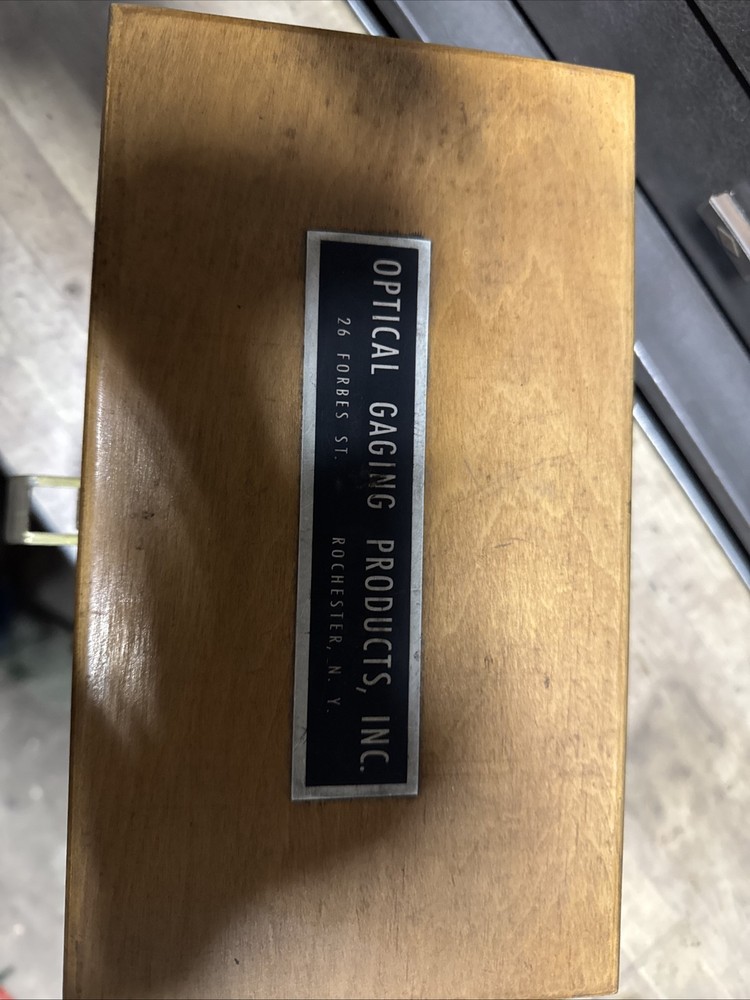 OPTICAL GAGING PRODUCTS, INC.
26 FORBES ST. ROCHESTER, N. Y.